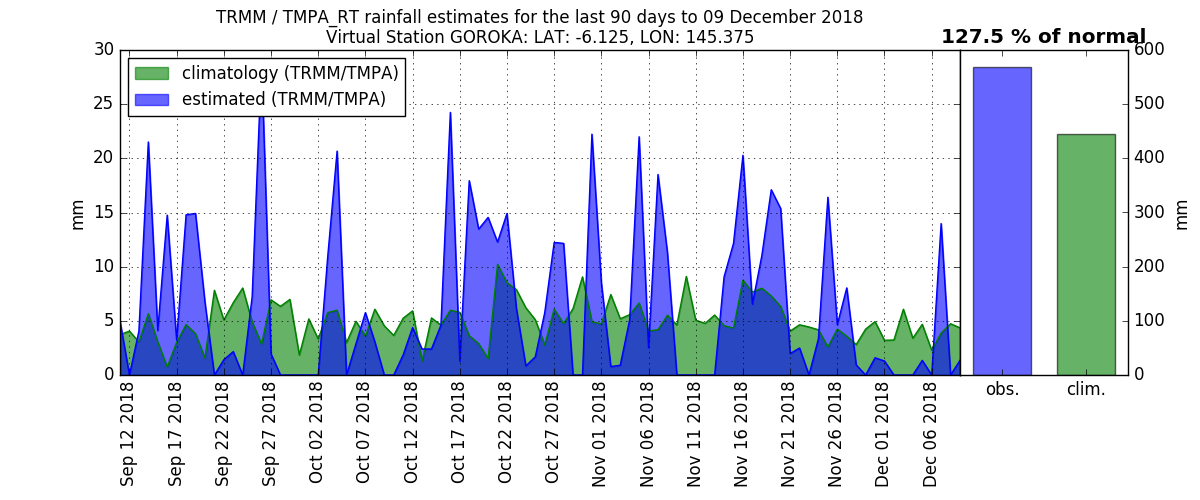 TRMM / TMPA_RT rainfall estimates for the last 90 days to 09 December 2018
Virtual Station GOROKA: LAT: -6.125, LON: 145.375
127.5 % of normal
climatology (TRMM/TMPA)
estimated (TRMM/TMPA)
30
25
20
15
10
5
0
mm
Sep 12 2018
Sep 17 2018
Sep 22 2018
Sep 27 2018
Oct 02 2018
Oct 07 2018
Oct 12 2018
Oct 17 2018
Oct 22 2018
Oct 27 2018
Nov 01 2018
Nov 06 2018
Nov 11 2018
Nov 16 2018
Nov 21 2018
Nov 26 2018
Dec 01 2018
Dec 06 2018
obs.
clim.
600
500
400
300
200
100
0
mm